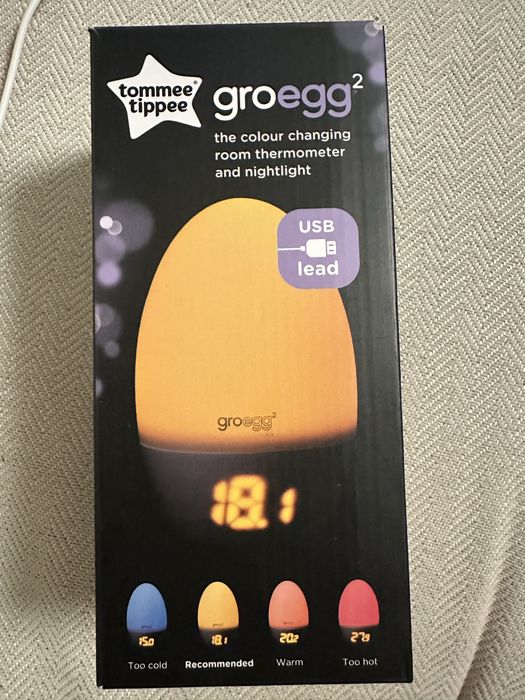 tommee
tippee
groegg2
the colour changing
room thermometer
and nightlight
USB
lead
groegg2
18.1
15.0 18.1 20.2 27.9
Too cold Recommended Warm Too hot